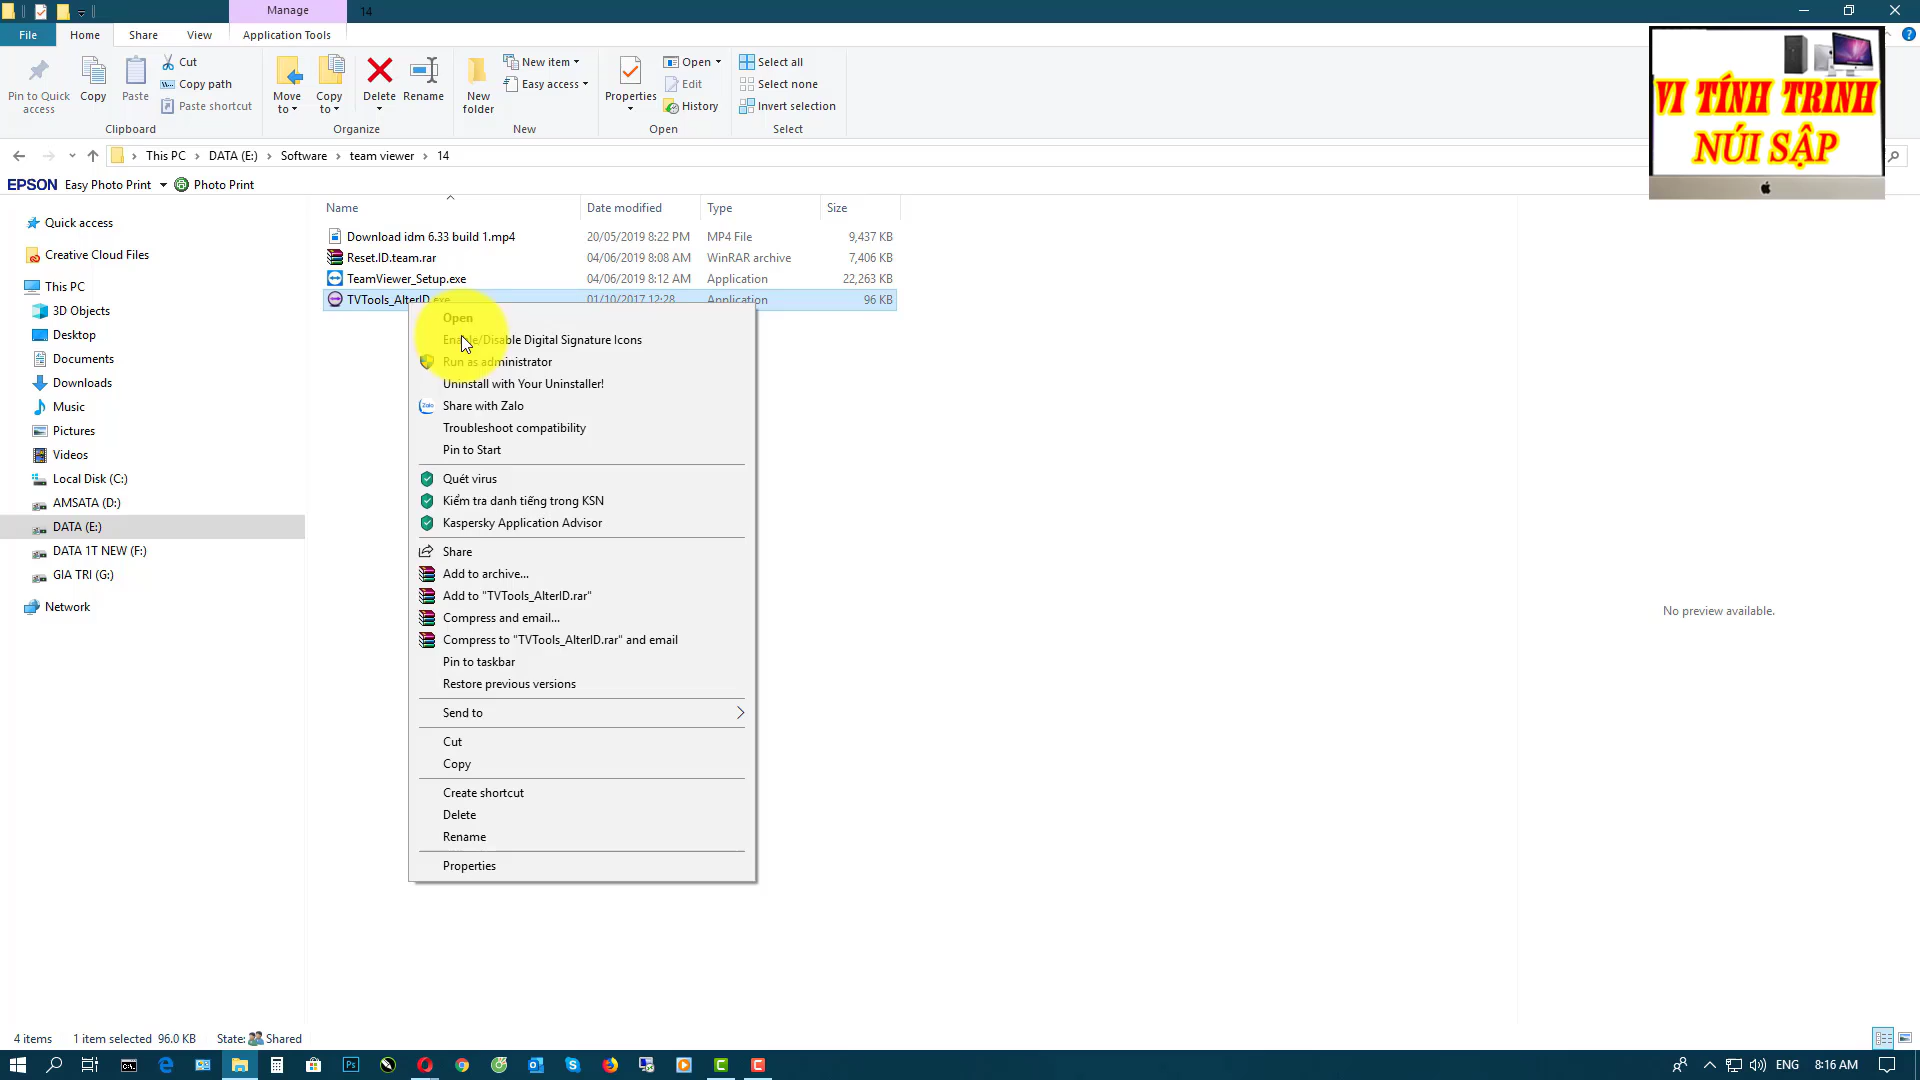 Manage
14
File
Home
Share
View
Application Tools
Pin to Quick access
Copy
Paste
Cut
Copy path
Paste shortcut
Move to
Copy to
Delete
Rename
New folder
New item
Easy access
Properties
Open
Edit
History
Select all
Select none
Invert selection
Clipboard
Organize
New
Open
Select
VI TÍNH TRINH
NÚI SẬP
This PC > DATA (E:) > Software > team viewer > 14
EPSON Easy Photo Print
Photo Print
Quick access
Creative Cloud Files
This PC
3D Objects
Desktop
Documents
Downloads
Music
Pictures
Videos
Local Disk (C:)
AMSATA (D:)
DATA (E:)
DATA 1T NEW (F:)
GIA TRI (G:)
Network
Name Date modified Type Size
Download idm 6.33 build 1.mp4 20/05/2019 8:22 PM MP4 File 9,437 KB
Reset.ID.team.rar 04/06/2019 8:08 AM WinRAR archive 7,406 KB
TeamViewer_Setup.exe 04/06/2019 8:12 AM Application 22,263 KB
TVTools_AlterID.exe 01/10/2017 12:28 Application 96 KB
Open
Enable/Disable Digital Signature Icons
Run as administrator
Uninstall with Your Uninstaller!
Share with Zalo
Troubleshoot compatibility
Pin to Start
Quét virus
Kiểm tra danh tiếng trong KSN
Kaspersky Application Advisor
Share
Add to archive...
Add to "TVTools_AlterID.rar"
Compress and email...
Compress to "TVTools_AlterID.rar" and email
Pin to taskbar
Restore previous versions
Send to
Cut
Copy
Create shortcut
Delete
Rename
Properties
No preview available.
4 items 1 item selected 96.0 KB State: Shared
ENG 8:16 AM